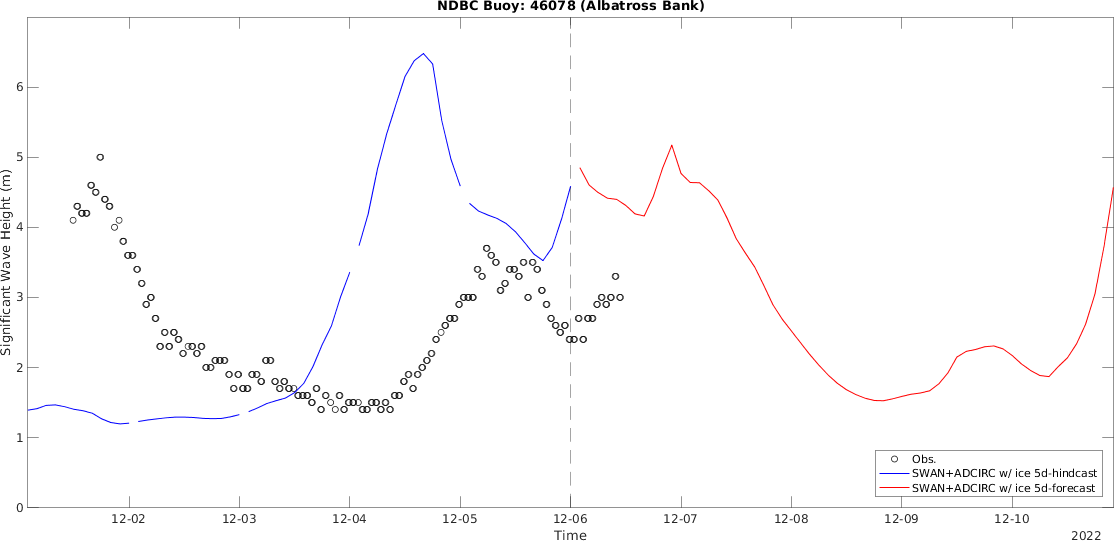 NDBC Buoy: 46078 (Albatross Bank)
Significant Wave Height (m)
6
5
4
3
2
1
0
12-02 12-03 12-04 12-05 12-06 12-07 12-08 12-09 12-10
Time
2022
Obs.
SWAN+ADCIRC w/ ice 5d-hindcast
SWAN+ADCIRC w/ ice 5d-forecast